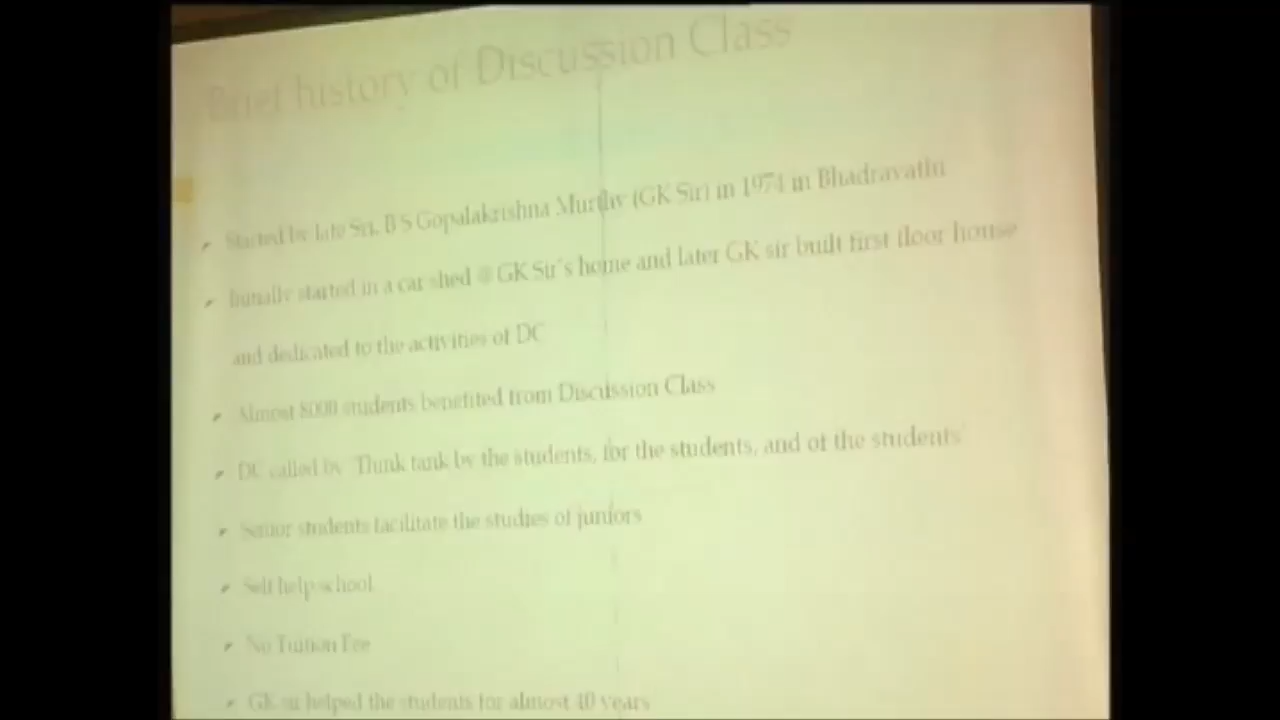 Brief history of Discussion Class
Started by late Sri. B S Gopalakrishna Murthy (GK Sir) in 1974 in Bhadravathi
Initially started in a car shed @ GK Sir's home and later GK sir built first floor house
and dedicated to the activities of DC
Almost 8000 students benefited from Discussion Class
DC called by "Think tank by the students, for the students, and of the students"
Senior students facilitate the studies of juniors
Self help school
No Tuition Fee
GK sir helped the students for almost 40 years